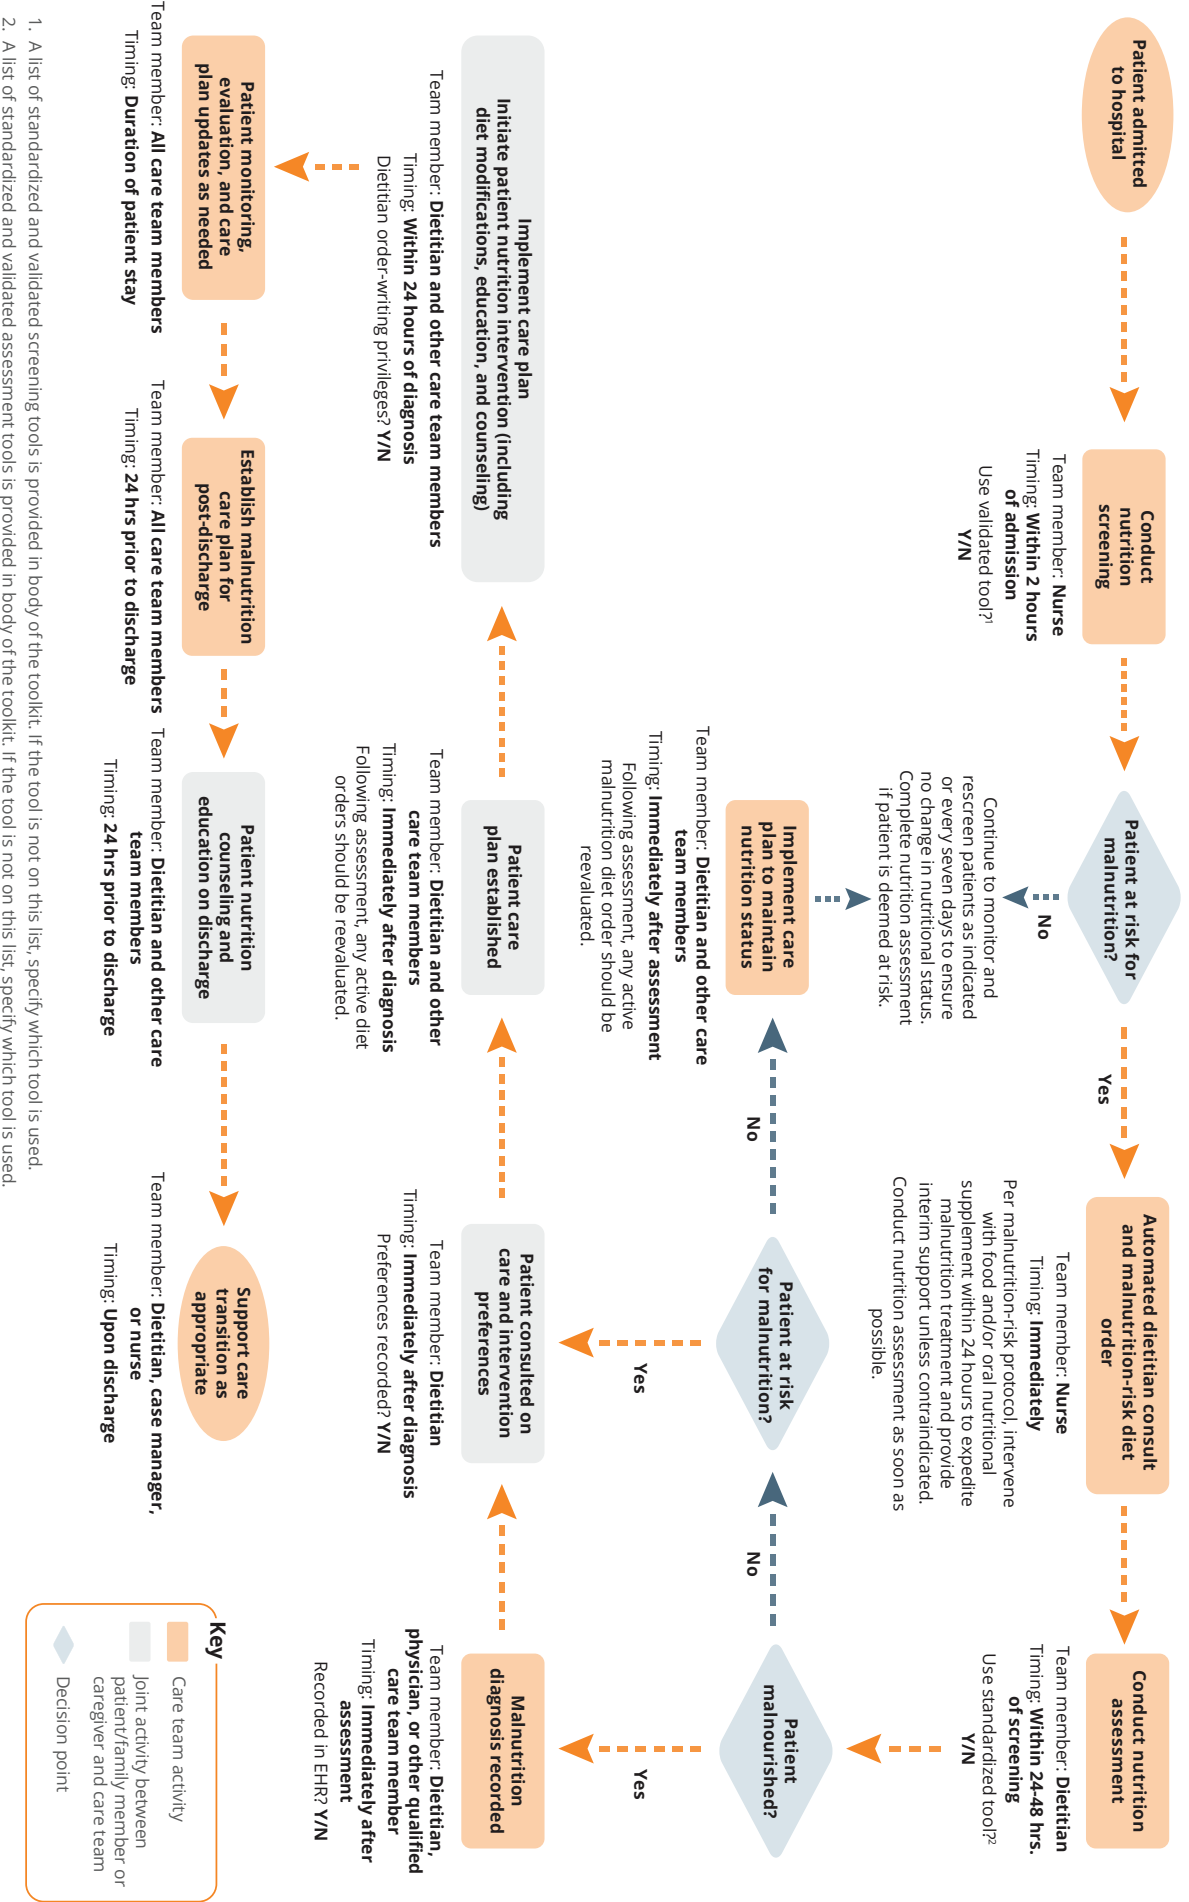 Patient admitted
to hospital
Conduct
nutrition
screening
Team member: Nurse
Timing: Within 2 hours
of admission
Use validated tool?¹
Y/N
Patient at risk for
malnutrition?
No
Continue to monitor and
rescreen patients as indicated
or every seven days to ensure
no change in nutritional status.
Complete nutrition assessment
if patient is deemed at risk.
Yes
Automated dietitian consult
and malnutrition-risk diet
order
Team member: Nurse
Timing: Immediately
Per malnutrition-risk protocol, intervene
with food and/or oral nutritional
supplement within 24 hours to expedite
malnutrition treatment and provide
interim support unless contraindicated.
Conduct nutrition assessment as soon as
possible.
Conduct nutrition
assessment
Team member: Dietitian
Timing: Within 24-48 hrs.
of screening
Use standardized tool?²
Y/N
Patient
malnourished?
No
Patient at risk
for malnutrition?
No
Implement care
plan to maintain
nutrition status
Team member: Dietitian and other care
team members
Timing: Immediately after assessment
Following assessment, any active
malnutrition diet order should be
reevaluated.
Yes
Yes
Malnutrition
diagnosis recorded
Team member: Dietitian,
physician, or other qualified
care team member
Timing: Immediately after
assessment
Recorded in EHR? Y/N
Patient consulted on
care and intervention
preferences
Team member: Dietitian
Timing: Immediately after diagnosis
Preferences recorded? Y/N
Patient care
plan established
Team member: Dietitian and other
care team members
Timing: Immediately after diagnosis
Following assessment, any active diet
orders should be reevaluated.
Implement care plan
Initiate patient nutrition intervention (including
diet modifications, education, and counseling)
Team member: Dietitian and other care team members
Timing: Within 24 hours of diagnosis
Dietitian order-writing privileges? Y/N
Patient monitoring,
evaluation, and care
plan updates as needed
Team member: All care team members
Timing: Duration of patient stay
Establish malnutrition
care plan for
post-discharge
Team member: All care team members
Timing: 24 hrs prior to discharge
Patient nutrition
counseling and
education on discharge
Team member: Dietitian and other care
team members
Timing: 24 hrs prior to discharge
Support care
transition as
appropriate
Team member: Dietitian, case manager,
or nurse
Timing: Upon discharge
Key
Care team activity
Joint activity between
patient/family member or
caregiver and care team
Decision point
1. A list of standardized and validated screening tools is provided in body of the toolkit. If the tool is not on this list, specify which tool is used.
2. A list of standardized and validated assessment tools is provided in body of the toolkit. If the tool is not on this list, specify which tool is used.